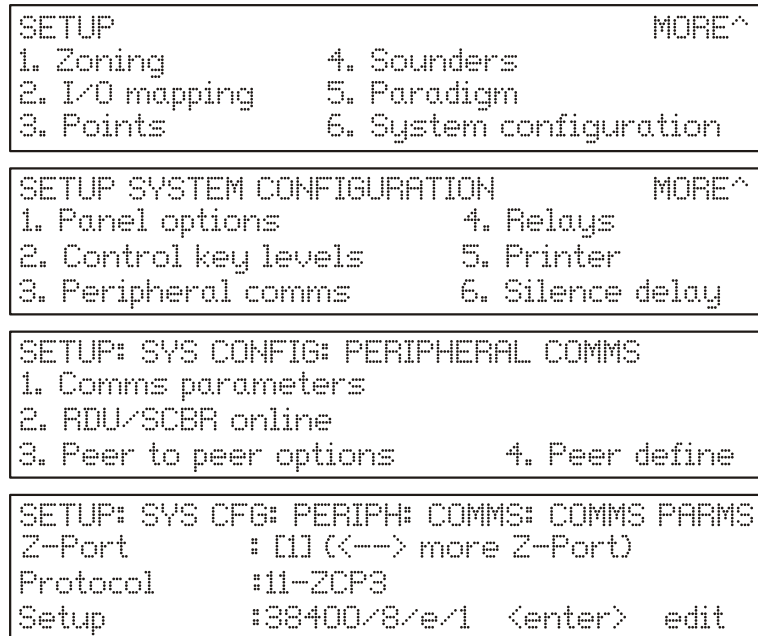 SETUP MORE^
1. Zoning 4. Sounders
2. I/O mapping 5. Paradigm
3. Points 6. System configuration
SETUP SYSTEM CONFIGURATION MORE^
1. Panel options 4. Relays
2. Control key levels 5. Printer
3. Peripheral comms 6. Silence delay
SETUP: SYS CONFIG: PERIPHERAL COMMS
1. Comms parameters
2. RDU/SCBR online
3. Peer to peer options 4. Peer define
SETUP: SYS CFG: PERIPH: COMMS: COMMS PARMS
Z-Port : [1] (<--> more Z-Port)
Protocol :11-ZCP3
Setup :38400/8/e/1 <enter> edit